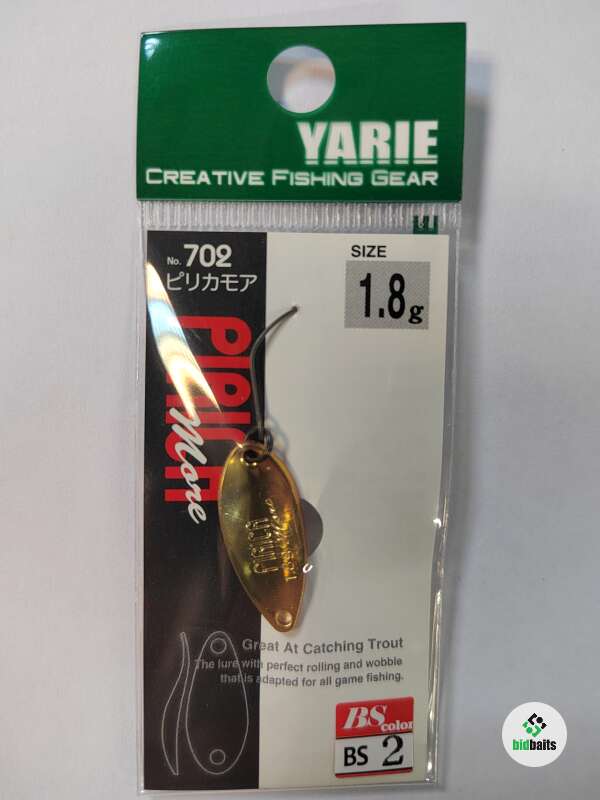 YARIE
CREATIVE FISHING GEAR
No. 702
ピリカモア
SIZE
1.8g
PIRICA
More
PIRICA
Great At Catching Trout
The lure with perfect rolling and wobble
that is adapted for all game fishing.
BS color
BS 2
bidbaits